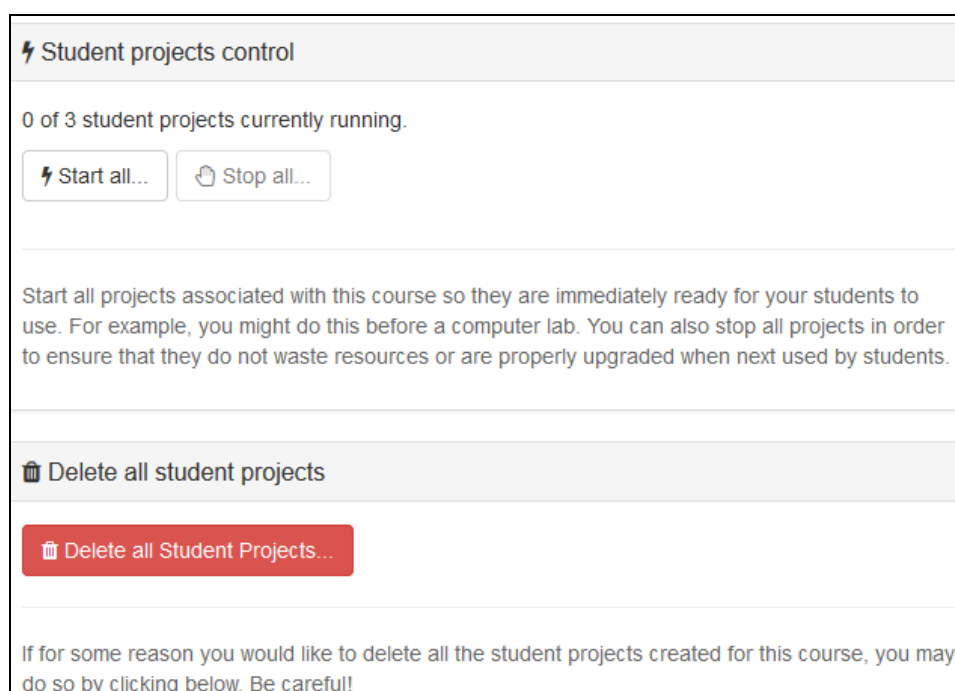 Student projects control
0 of 3 student projects currently running.
Start all... Stop all...
Start all projects associated with this course so they are immediately ready for your students to
use. For example, you might do this before a computer lab. You can also stop all projects in order
to ensure that they do not waste resources or are properly upgraded when next used by students.
Delete all student projects
Delete all Student Projects...
If for some reason you would like to delete all the student projects created for this course, you may
do so by clicking below. Be careful!